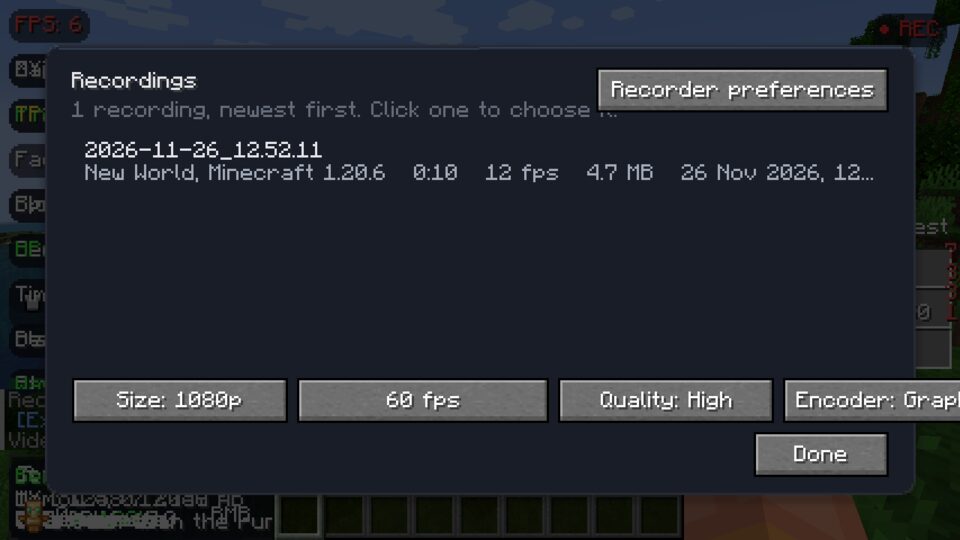 FPS: 6
REC
Recordings
Recorder preferences
1 recording, newest first. Click one to choose it.
2026-11-26_12.52.11
New World, Minecraft 1.20.6 0:10 12 fps 4.7 MB 26 Nov 2026, 12...
Size: 1080p
60 fps
Quality: High
Encoder: Grap
Done